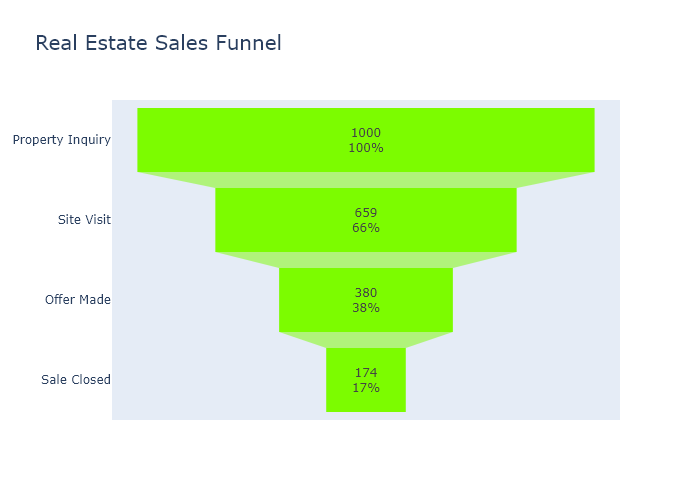 Real Estate Sales Funnel
Property Inquiry
1000
100%
Site Visit
659
66%
Offer Made
380
38%
Sale Closed
174
17%